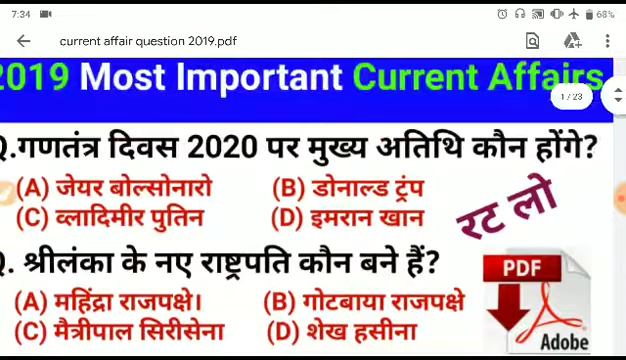 7:34 68%
current affair question 2019.pdf
2019 Most Important Current Affairs
1 / 23
Q.गणतंत्र दिवस 2020 पर मुख्य अतिथि कौन होंगे?
(A) जेयर बोल्सोनारो (B) डोनाल्ड ट्रंप
(C) व्लादिमीर पुतिन (D) इमरान खान
रट लो
Q. श्रीलंका के नए राष्ट्रपति कौन बने हैं?
(A) महिंद्रा राजपक्षे। (B) गोटबाया राजपक्षे
(C) मैत्रीपाल सिरीसेना (D) शेख हसीना
PDF
Adobe